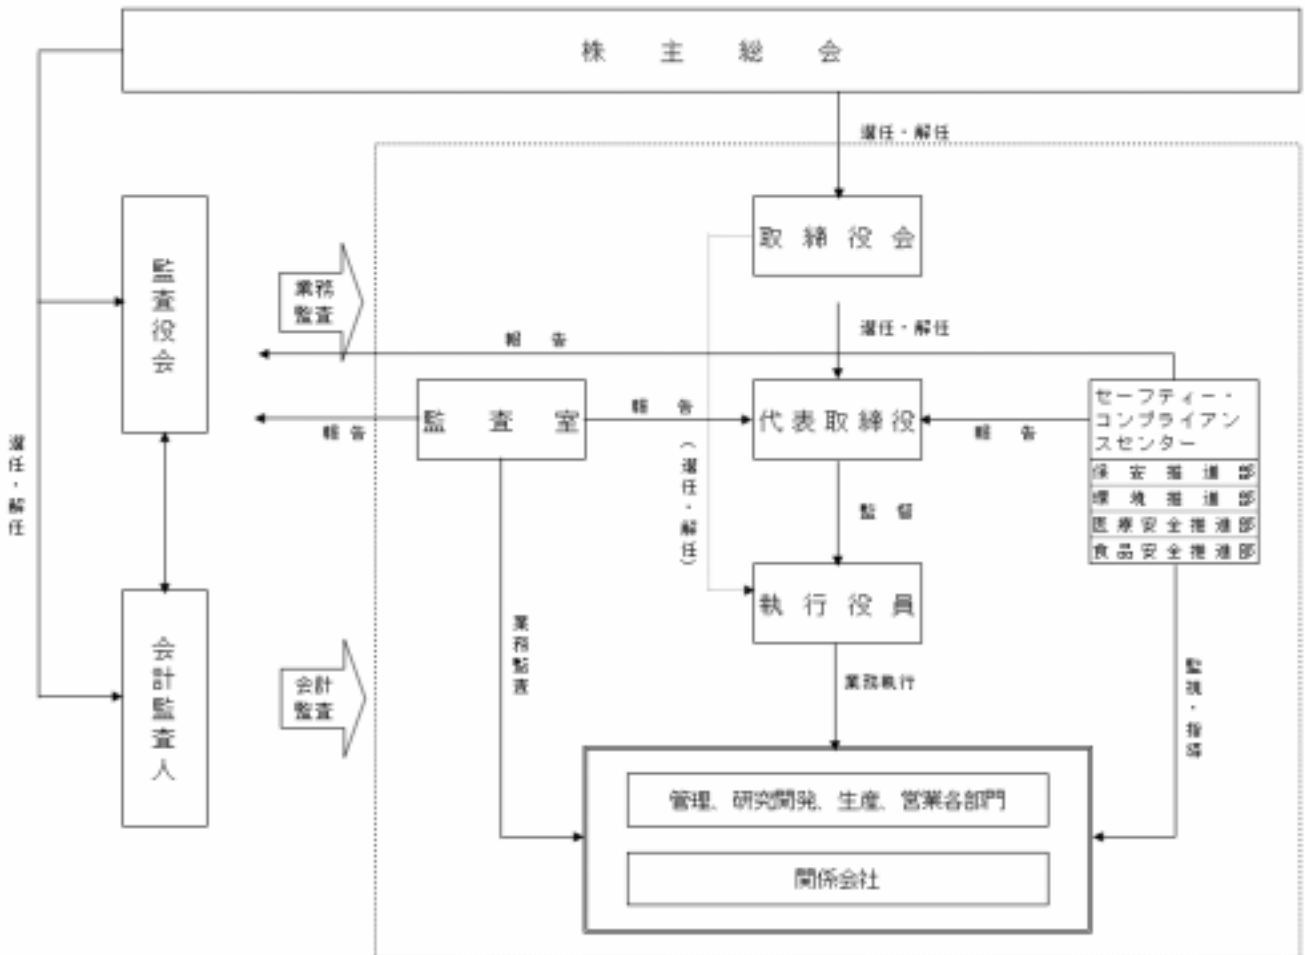 株主総会
選任・解任
取締役会
監査役会
業務
監査
選任・解任
報告
監査室
報告
代表取締役
報告
セーフティー・
コンプライアン
スセンター
報告
保安推進部
環境推進部
医療安全推進部
食品安全推進部
選任・解任
(選任・解任)
監督
執行役員
業務監査
会計監査人
会計
監査
業務執行
監視・指導
管理、研究開発、生産、営業各部門
関係会社